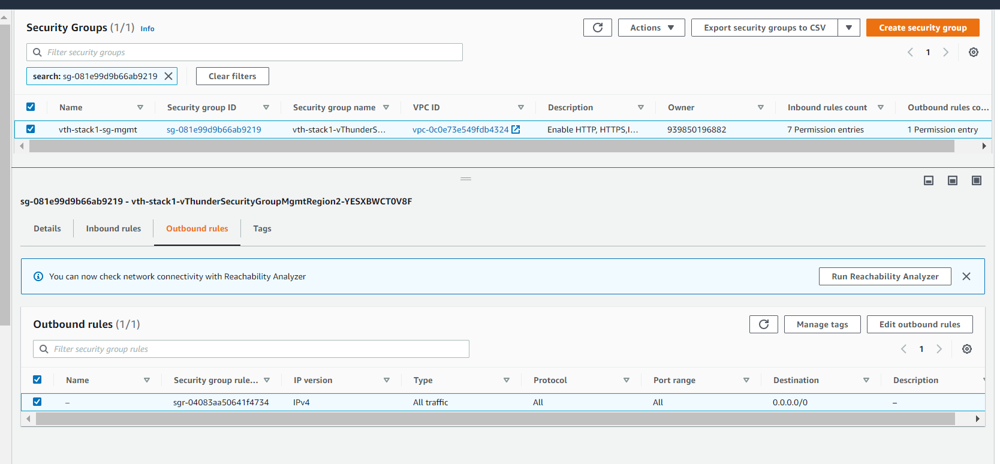 Security Groups (1/1) Info
Actions
Export security groups to CSV
Create security group
Filter security groups
1
search: sg-081e99d9b66ab9219
Clear filters
Name Security group ID Security group name VPC ID Description Owner Inbound rules count Outbound rules co...
vth-stack1-sg-mgmt sg-081e99d9b66ab9219 vth-stack1-vThunderS... vpc-0c0e73e549fdb4324 Enable HTTP, HTTPS,I... 939850196882 7 Permission entries 1 Permission entry
sg-081e99d9b66ab9219 - vth-stack1-vThunderSecurityGroupMgmtRegion2-YESXBWCT0V8F
Details Inbound rules Outbound rules Tags
You can now check network connectivity with Reachability Analyzer
Run Reachability Analyzer
Outbound rules (1/1)
Manage tags
Edit outbound rules
Filter security group rules
1
Name Security group rule... IP version Type Protocol Port range Destination Description
– sgr-04083aa50641f4734 IPv4 All traffic All All 0.0.0.0/0 –